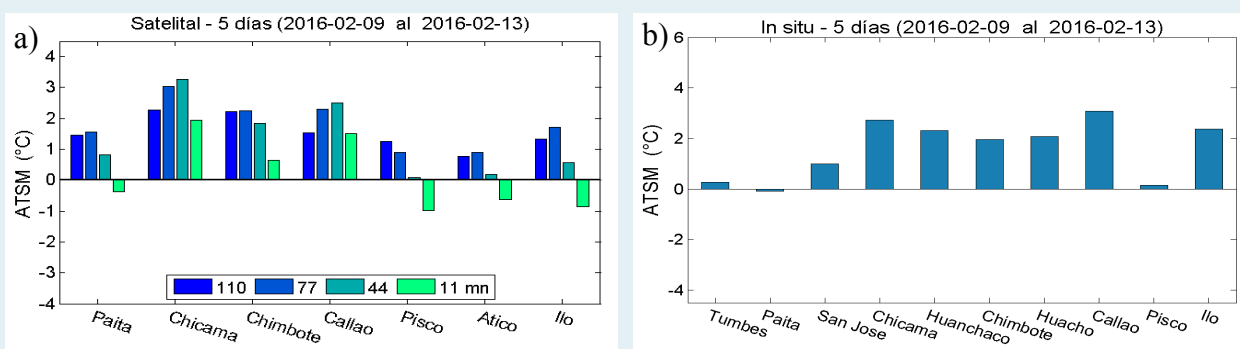 a)
Satelital - 5 días (2016-02-09 al 2016-02-13)
4
3
2
1
0
-1
-2
-3
-4
ATSM (°C)
110 77 44 11 mn
Paita Chicama Chimbote Callao Pisco Atico Ilo
b)
In situ - 5 días (2016-02-09 al 2016-02-13)
6
4
2
0
-2
-4
ATSM (°C)
Tumbes Paita San Jose Chicama Huanchaco Chimbote Huacho Callao Pisco Ilo